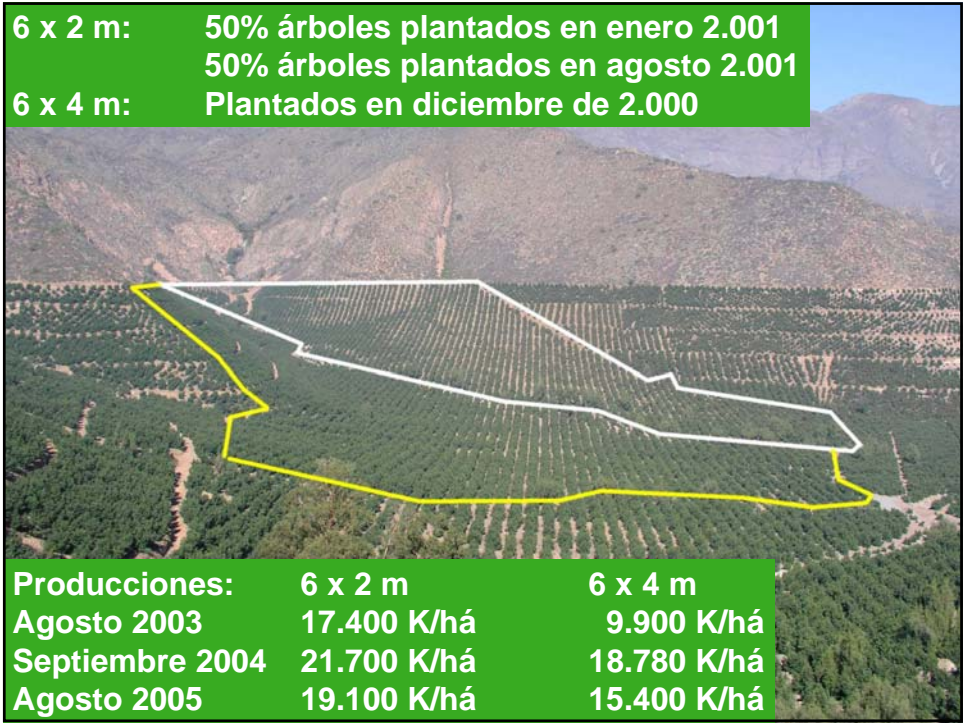 6 x 2 m: 50% árboles plantados en enero 2.001
50% árboles plantados en agosto 2.001
6 x 4 m: Plantados en diciembre de 2.000
Producciones: 6 x 2 m 6 x 4 m
Agosto 2003 17.400 K/há 9.900 K/há
Septiembre 2004 21.700 K/há 18.780 K/há
Agosto 2005 19.100 K/há 15.400 K/há